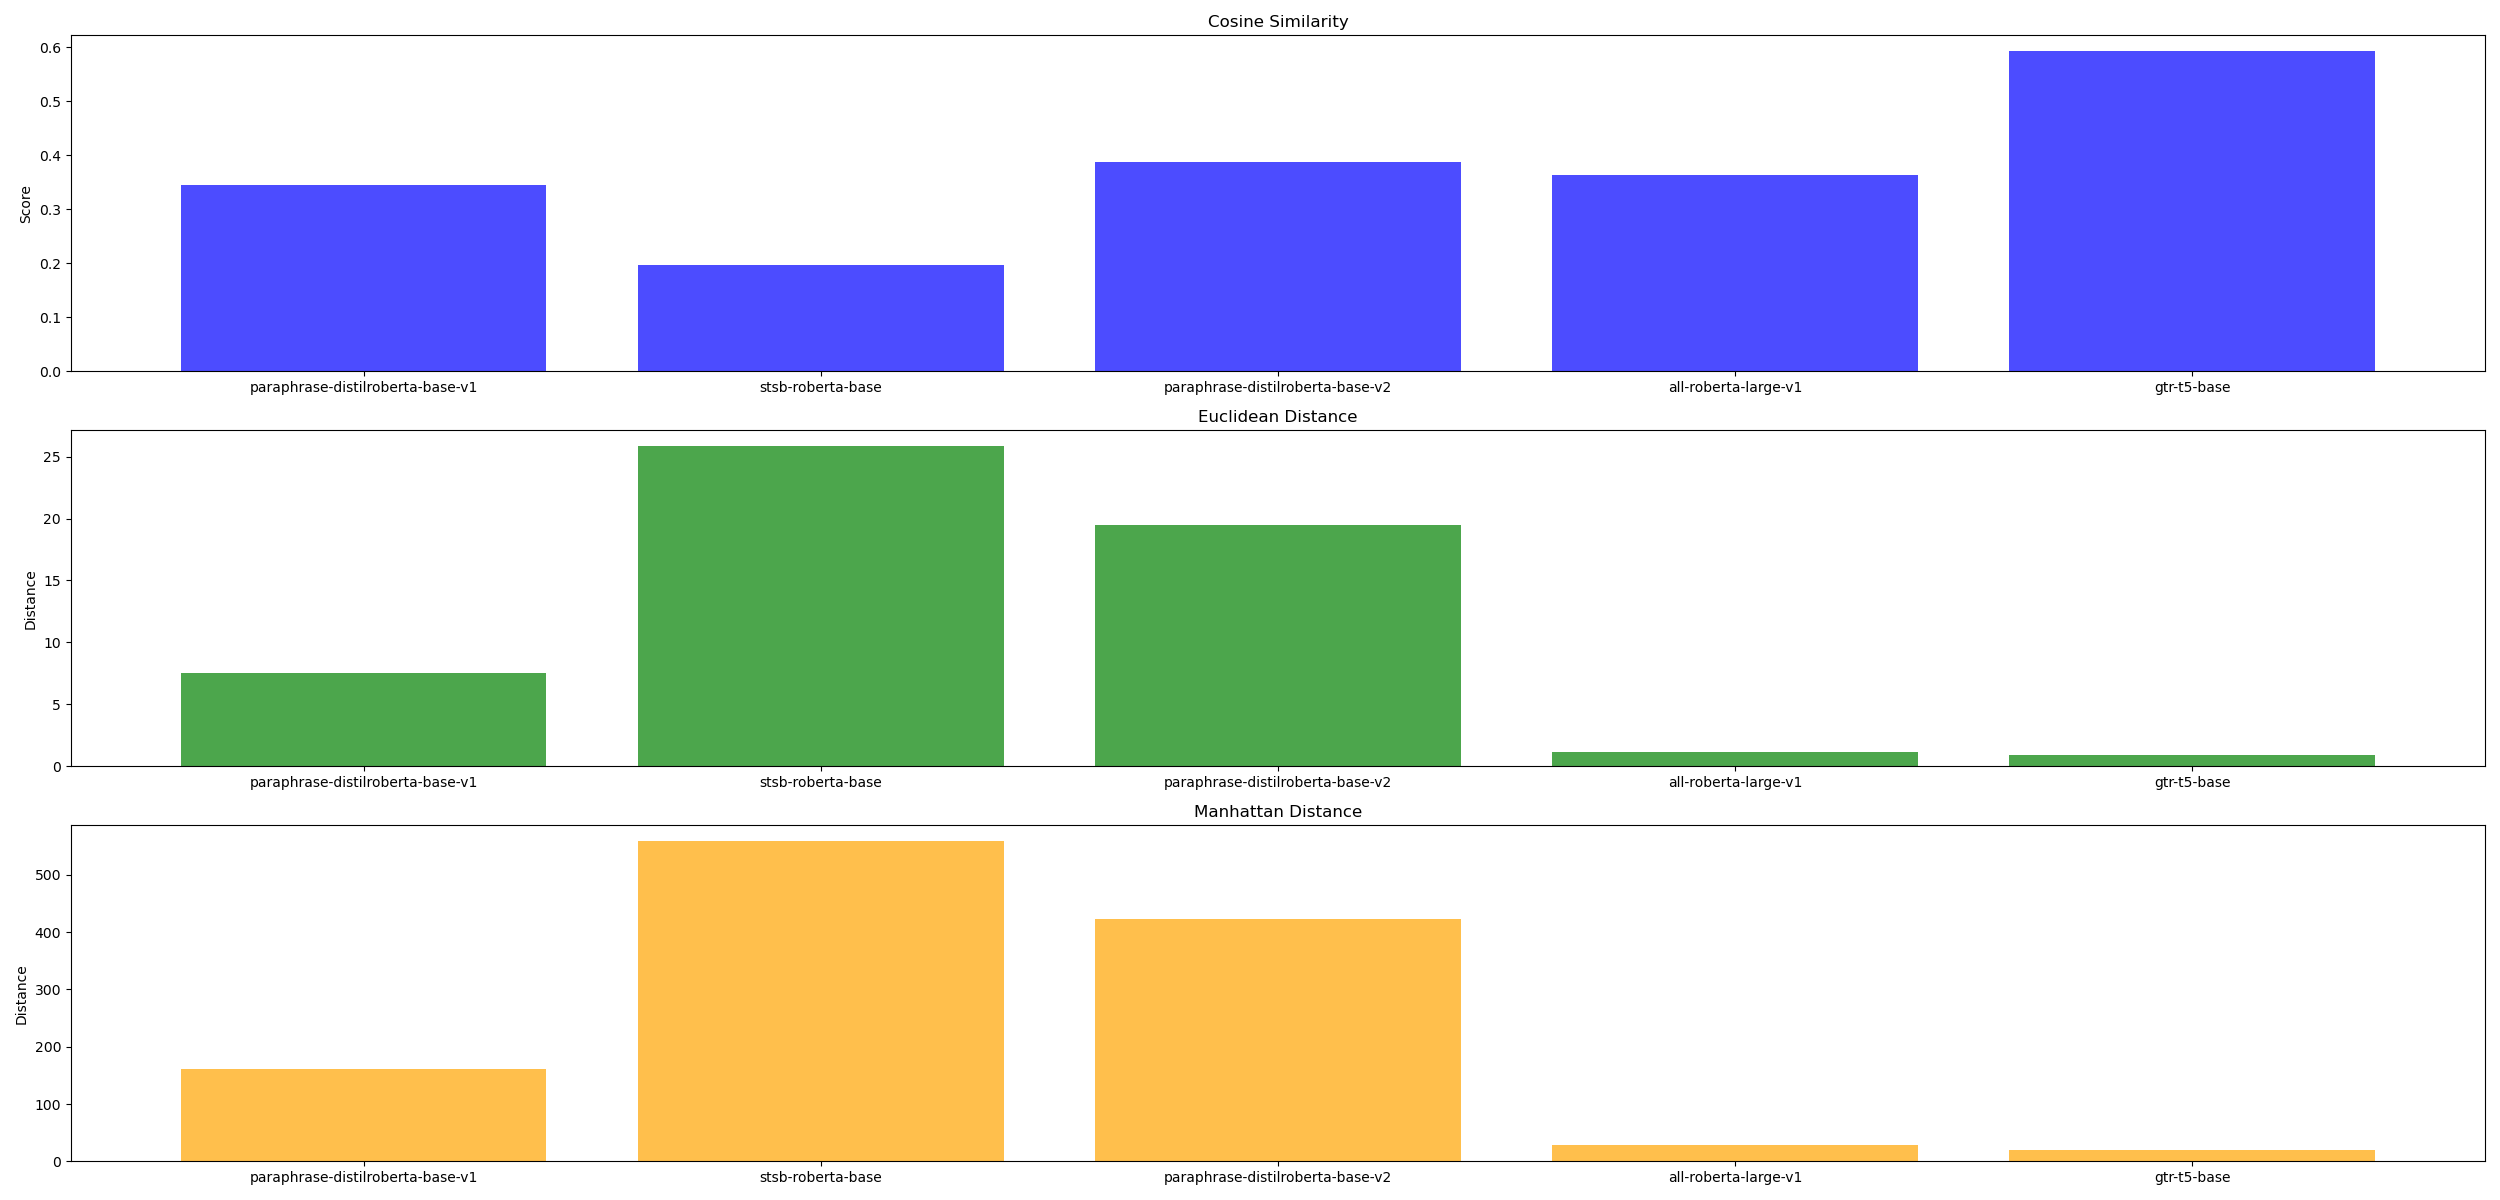 Cosine Similarity
0.6
0.5
0.4
0.3
0.2
0.1
0.0
Score
paraphrase-distilroberta-base-v1 stsb-roberta-base paraphrase-distilroberta-base-v2 all-roberta-large-v1 gtr-t5-base
Euclidean Distance
25
20
15
10
5
0
Distance
paraphrase-distilroberta-base-v1 stsb-roberta-base paraphrase-distilroberta-base-v2 all-roberta-large-v1 gtr-t5-base
Manhattan Distance
500
400
300
200
100
0
Distance
paraphrase-distilroberta-base-v1 stsb-roberta-base paraphrase-distilroberta-base-v2 all-roberta-large-v1 gtr-t5-base